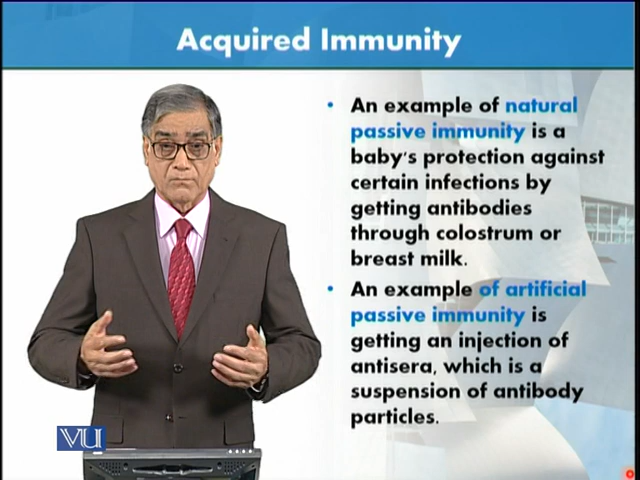 Acquired Immunity
• An example of natural
passive immunity is a
baby's protection against
certain infections by
getting antibodies
through colostrum or
breast milk.
• An example of artificial
passive immunity is
getting an injection of
antisera, which is a
suspension of antibody
particles.
VU